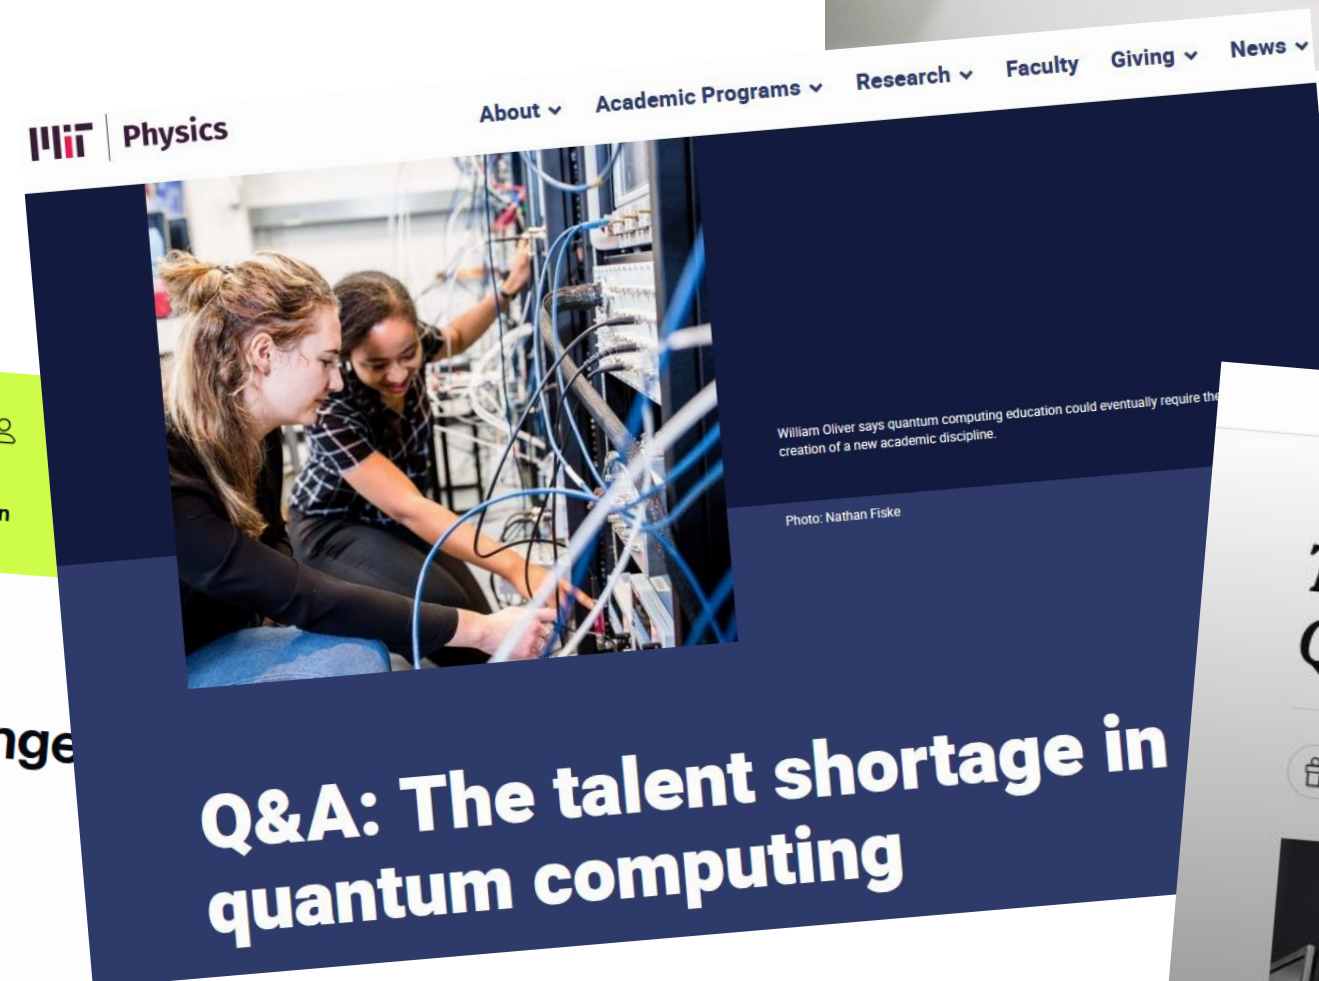 MIT Physics
About
Academic Programs
Research
Faculty
Giving
News
William Oliver says quantum computing education could eventually require the
creation of a new academic discipline.
Photo: Nathan Fiske
Q&A: The talent shortage in
quantum computing